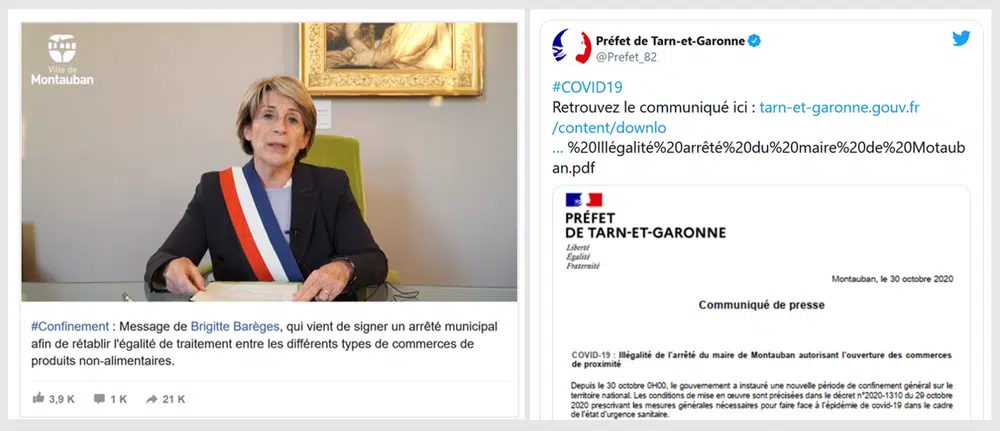 Ville de
Montauban
#Confinement : Message de Brigitte Barèges, qui vient de signer un arrêté municipal
afin de rétablir l'égalité de traitement entre les différents types de commerces de
produits non-alimentaires.
3,9 K 1 K 21 K
Préfet de Tarn-et-Garonne
@Prefet_82
#COVID19
Retrouvez le communiqué ici : tarn-et-garonne.gouv.fr
/content/downlo
... %20Illégalité%20arrêté%20du%20maire%20de%20Motaub
an.pdf
PRÉFET
DE TARN-ET-GARONNE
Liberté
Égalité
Fraternité
Montauban, le 30 octobre 2020
Communiqué de presse
COVID-19 : Illégalité de l'arrêté du maire de Montauban autorisant l'ouverture des commerces
de proximité
Depuis le 30 octobre 0H00, le gouvernement a instauré une nouvelle période de confinement général sur le
territoire national. Les conditions de mise en œuvre sont précisées dans le décret n°2020-1310 du 29 octobre
2020 prescrivant les mesures générales nécessaires pour faire face à l'épidémie de covid-19 dans le cadre
de l'état d'urgence sanitaire.